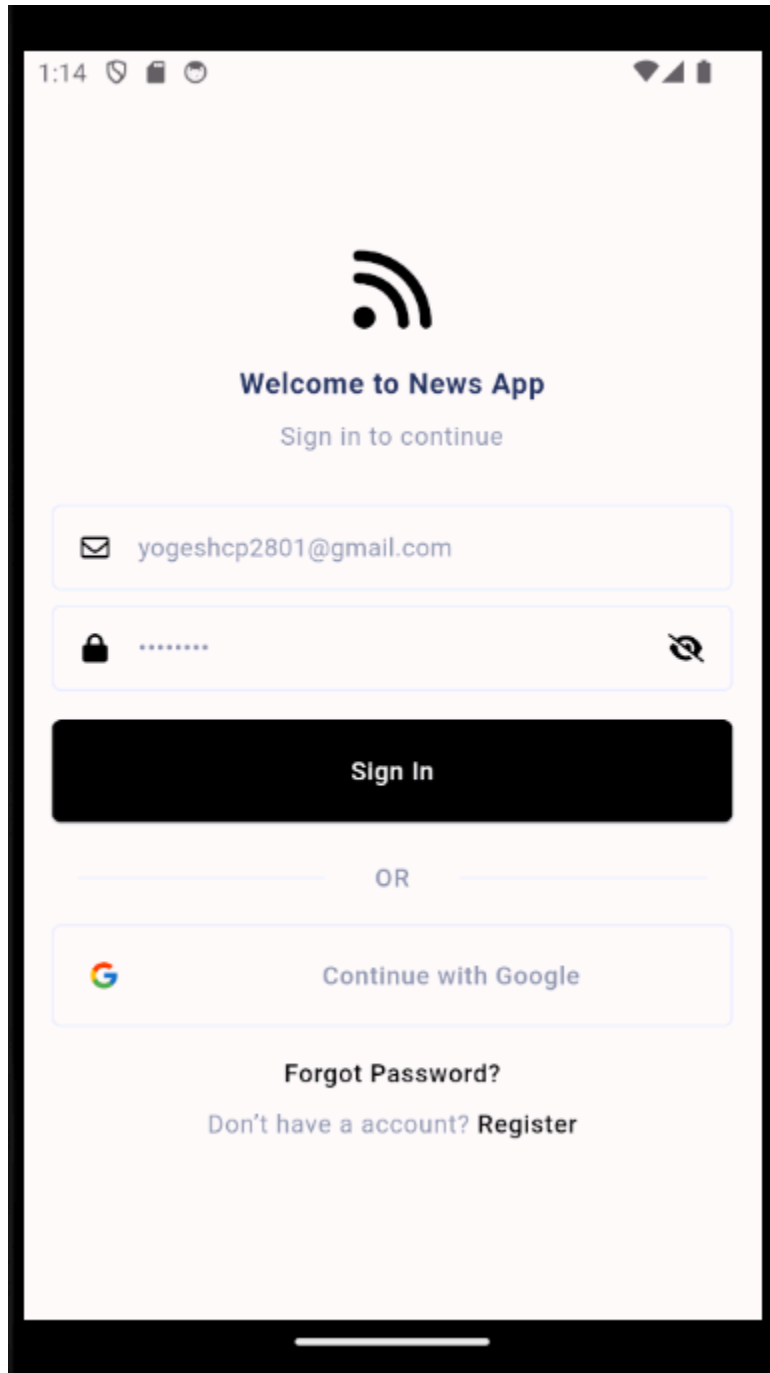 1:14
Welcome to News App
Sign in to continue
yogeshcp2801@gmail.com
••••••••
Sign In
OR
Continue with Google
Forgot Password?
Don't have a account? Register